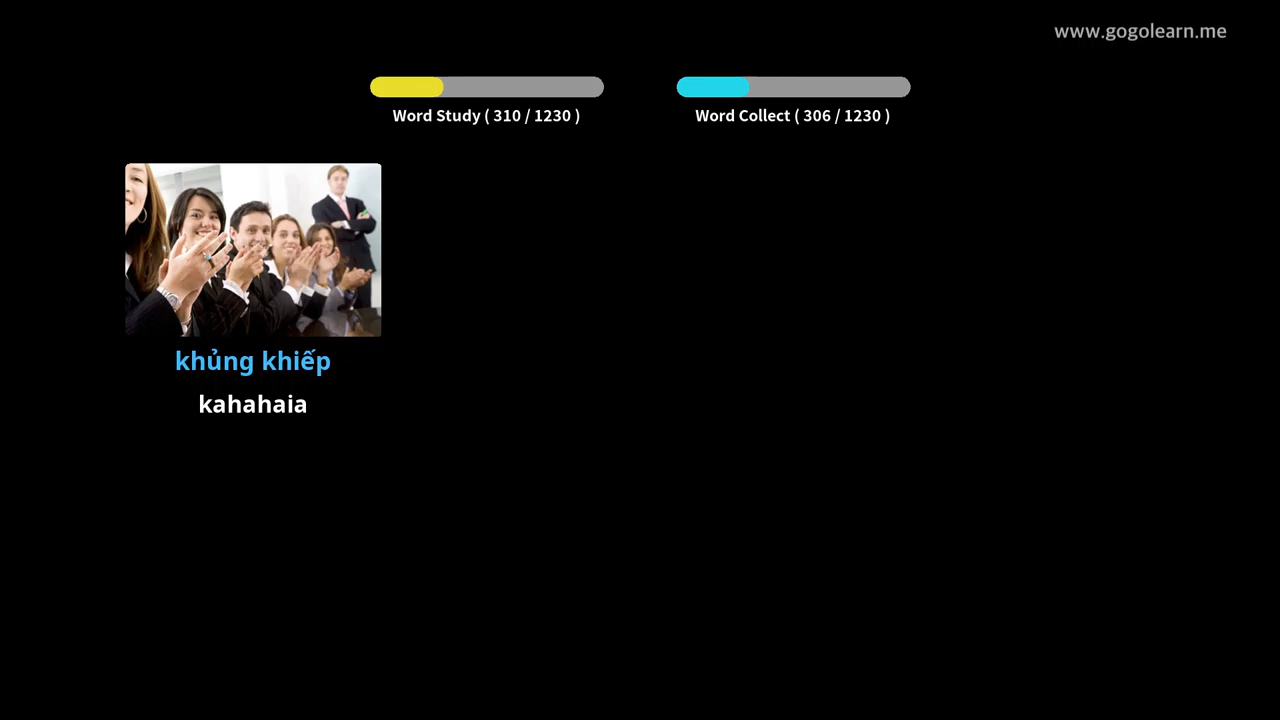 www.gogolearn.me
Word Study ( 310 / 1230 )
Word Collect ( 306 / 1230 )
khủng khiếp
kahahaia